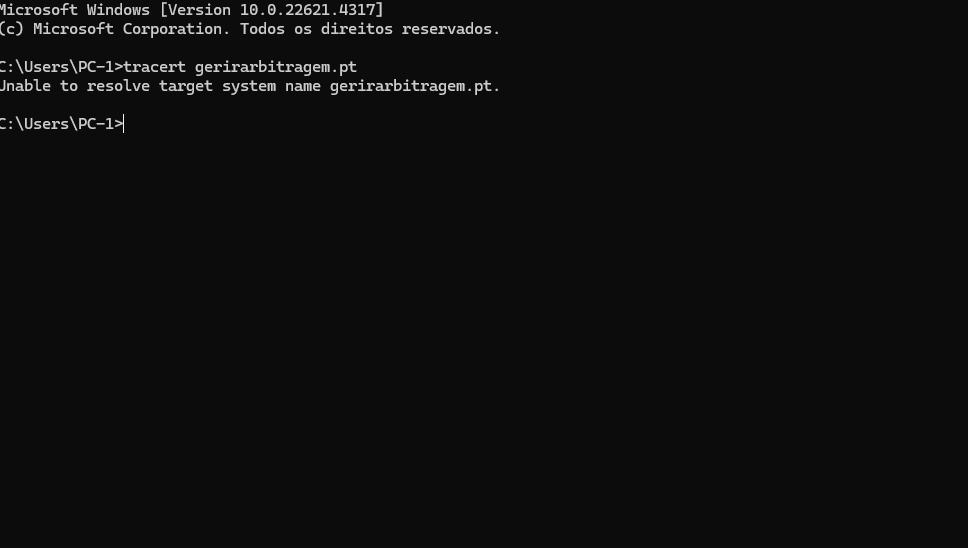 Microsoft Windows [Version 10.0.22621.4317]
(c) Microsoft Corporation. Todos os direitos reservados.
C:\Users\PC-1>tracert gerirarbitragem.pt
Unable to resolve target system name gerirarbitragem.pt.
C:\Users\PC-1>